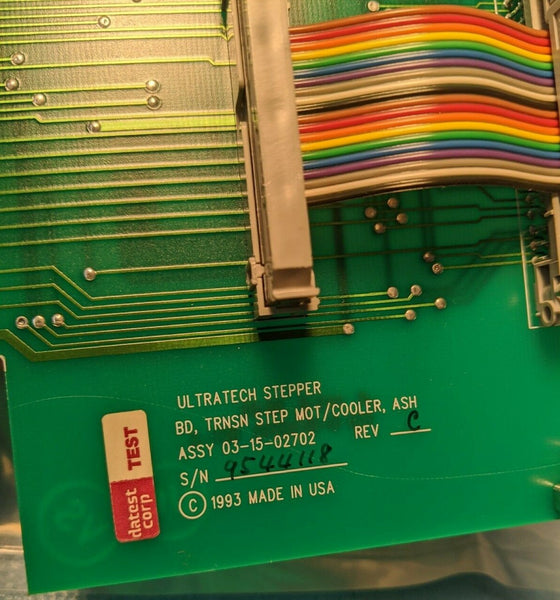 ULTRATECH STEPPER
BD, TRNSN STEP MOT/COOLER, ASH
ASSY 03-15-02702 REV C
S/N 9544118
© 1993 MADE IN USA
TEST
datest
corp